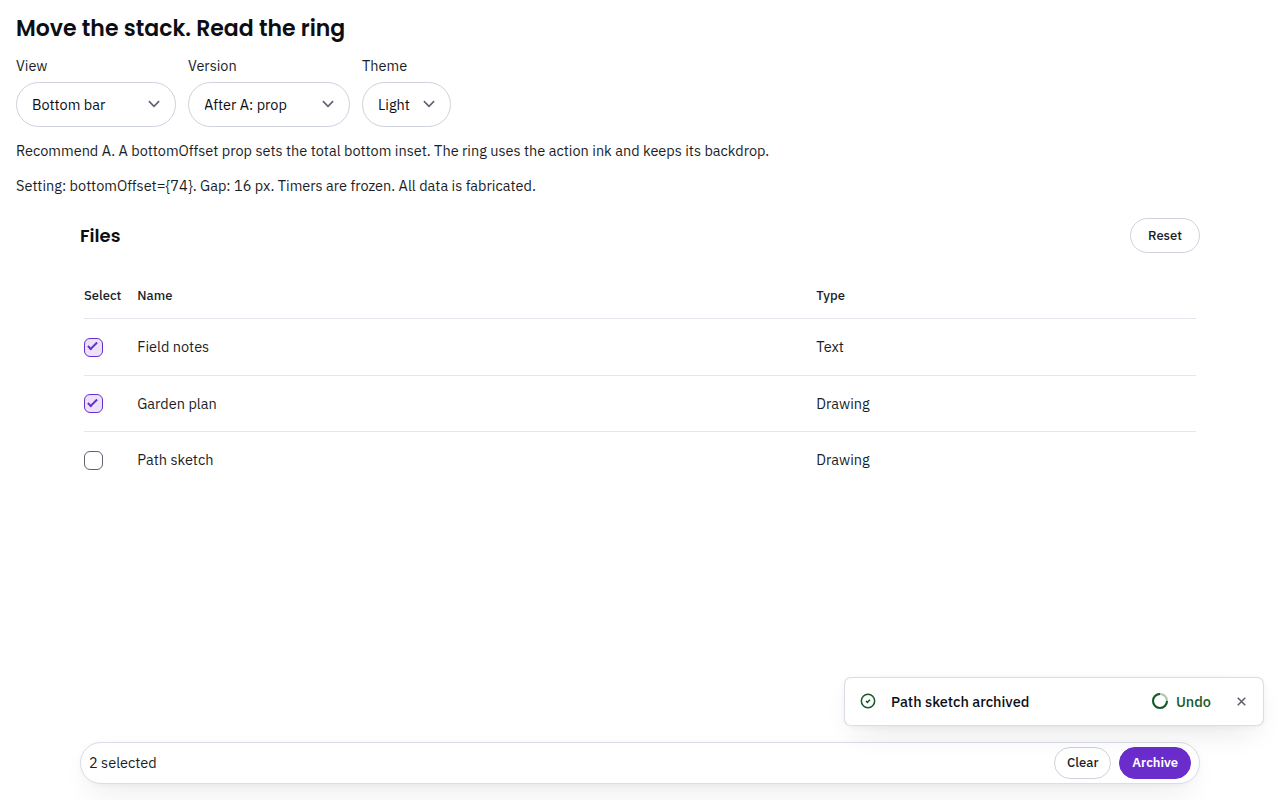 Move the stack. Read the ring
View Version Theme
Bottom bar After A: prop Light
Recommend A. A bottomOffset prop sets the total bottom inset. The ring uses the action ink and keeps its backdrop.
Setting: bottomOffset={74}. Gap: 16 px. Timers are frozen. All data is fabricated.
Files Reset
Select Name Type
Field notes Text
Garden plan Drawing
Path sketch Drawing
Path sketch archived Undo
2 selected Clear Archive